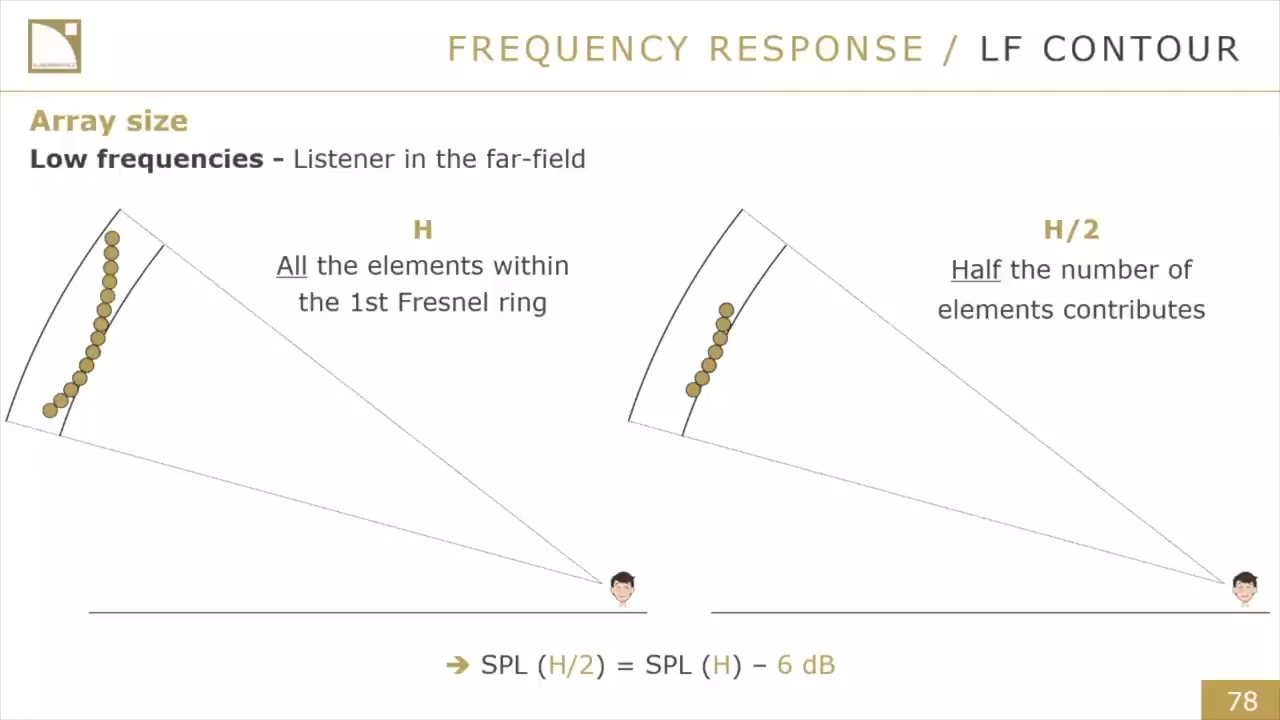 FREQUENCY RESPONSE / LF CONTOUR
Array size
Low frequencies - Listener in the far-field
H
All the elements within
the 1st Fresnel ring
H/2
Half the number of
elements contributes
➔ SPL (H/2) = SPL (H) – 6 dB
78